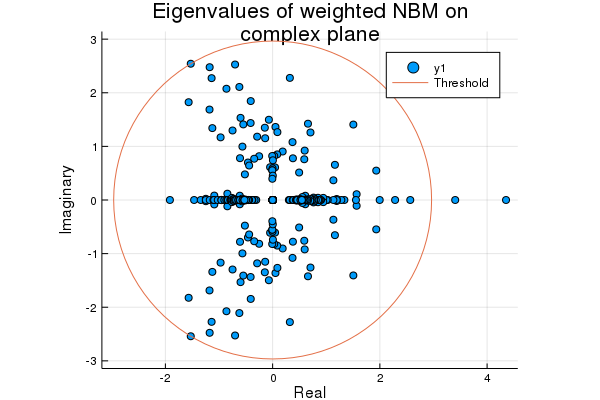 Eigenvalues of weighted NBM on
complex plane
y1
Threshold
3
2
1
0
-1
-2
-3
Imaginary
-2
0
2
4
Real